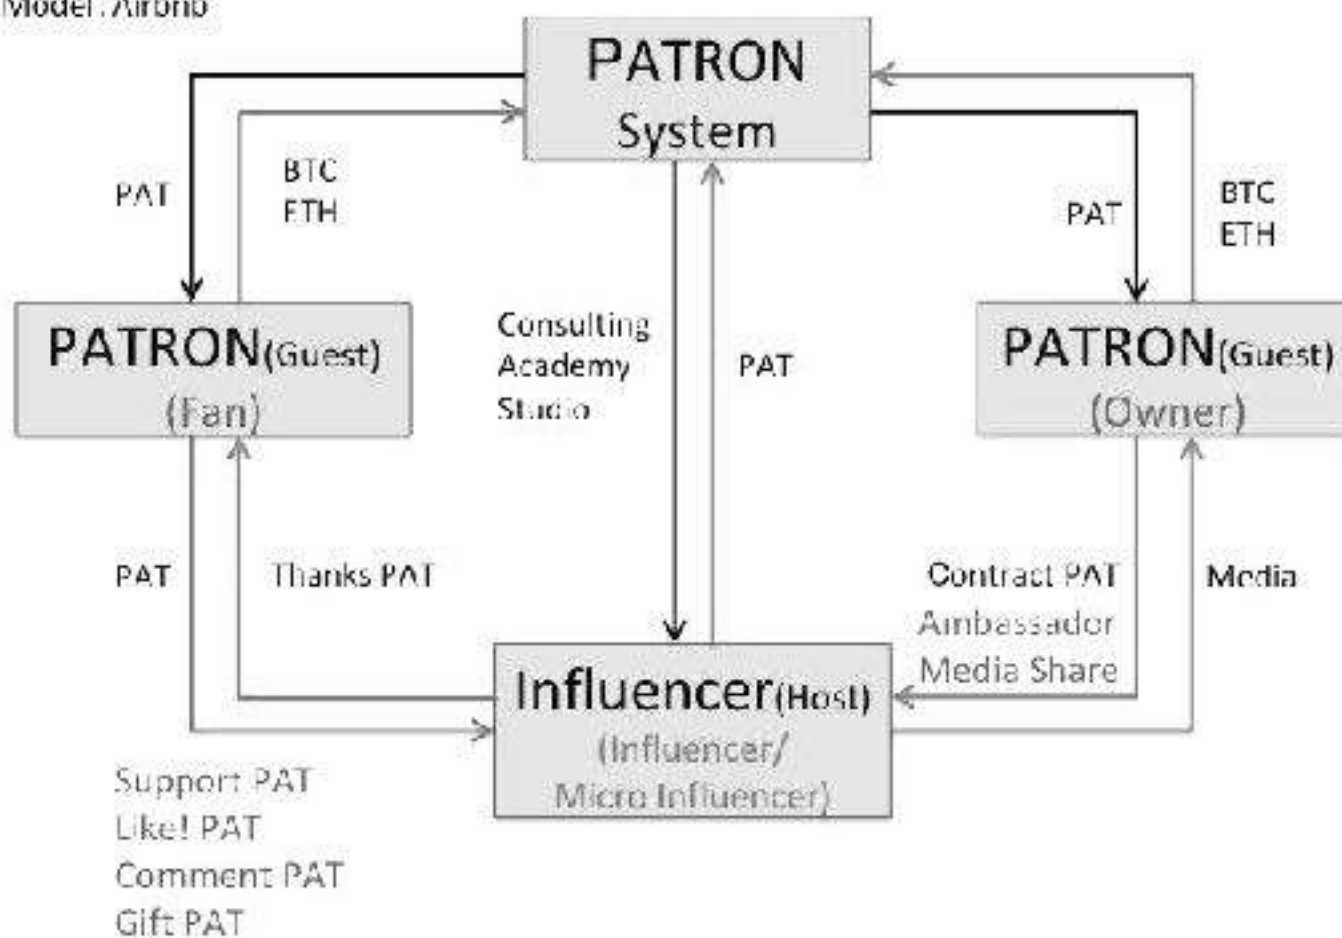 Model: Airbnb
PATRON
System
PAT
BTC
ETH
PAT
BTC
ETH
PATRON(Guest)
(Fan)
Consulting
Academy
Studio
PAT
PATRON(Guest)
(Owner)
PAT
Thanks PAT
Contract PAT
Ambassador
Media Share
Media
Influencer(Host)
(Influencer/
Micro Influencer)
Support PAT
Like! PAT
Comment PAT
Gift PAT